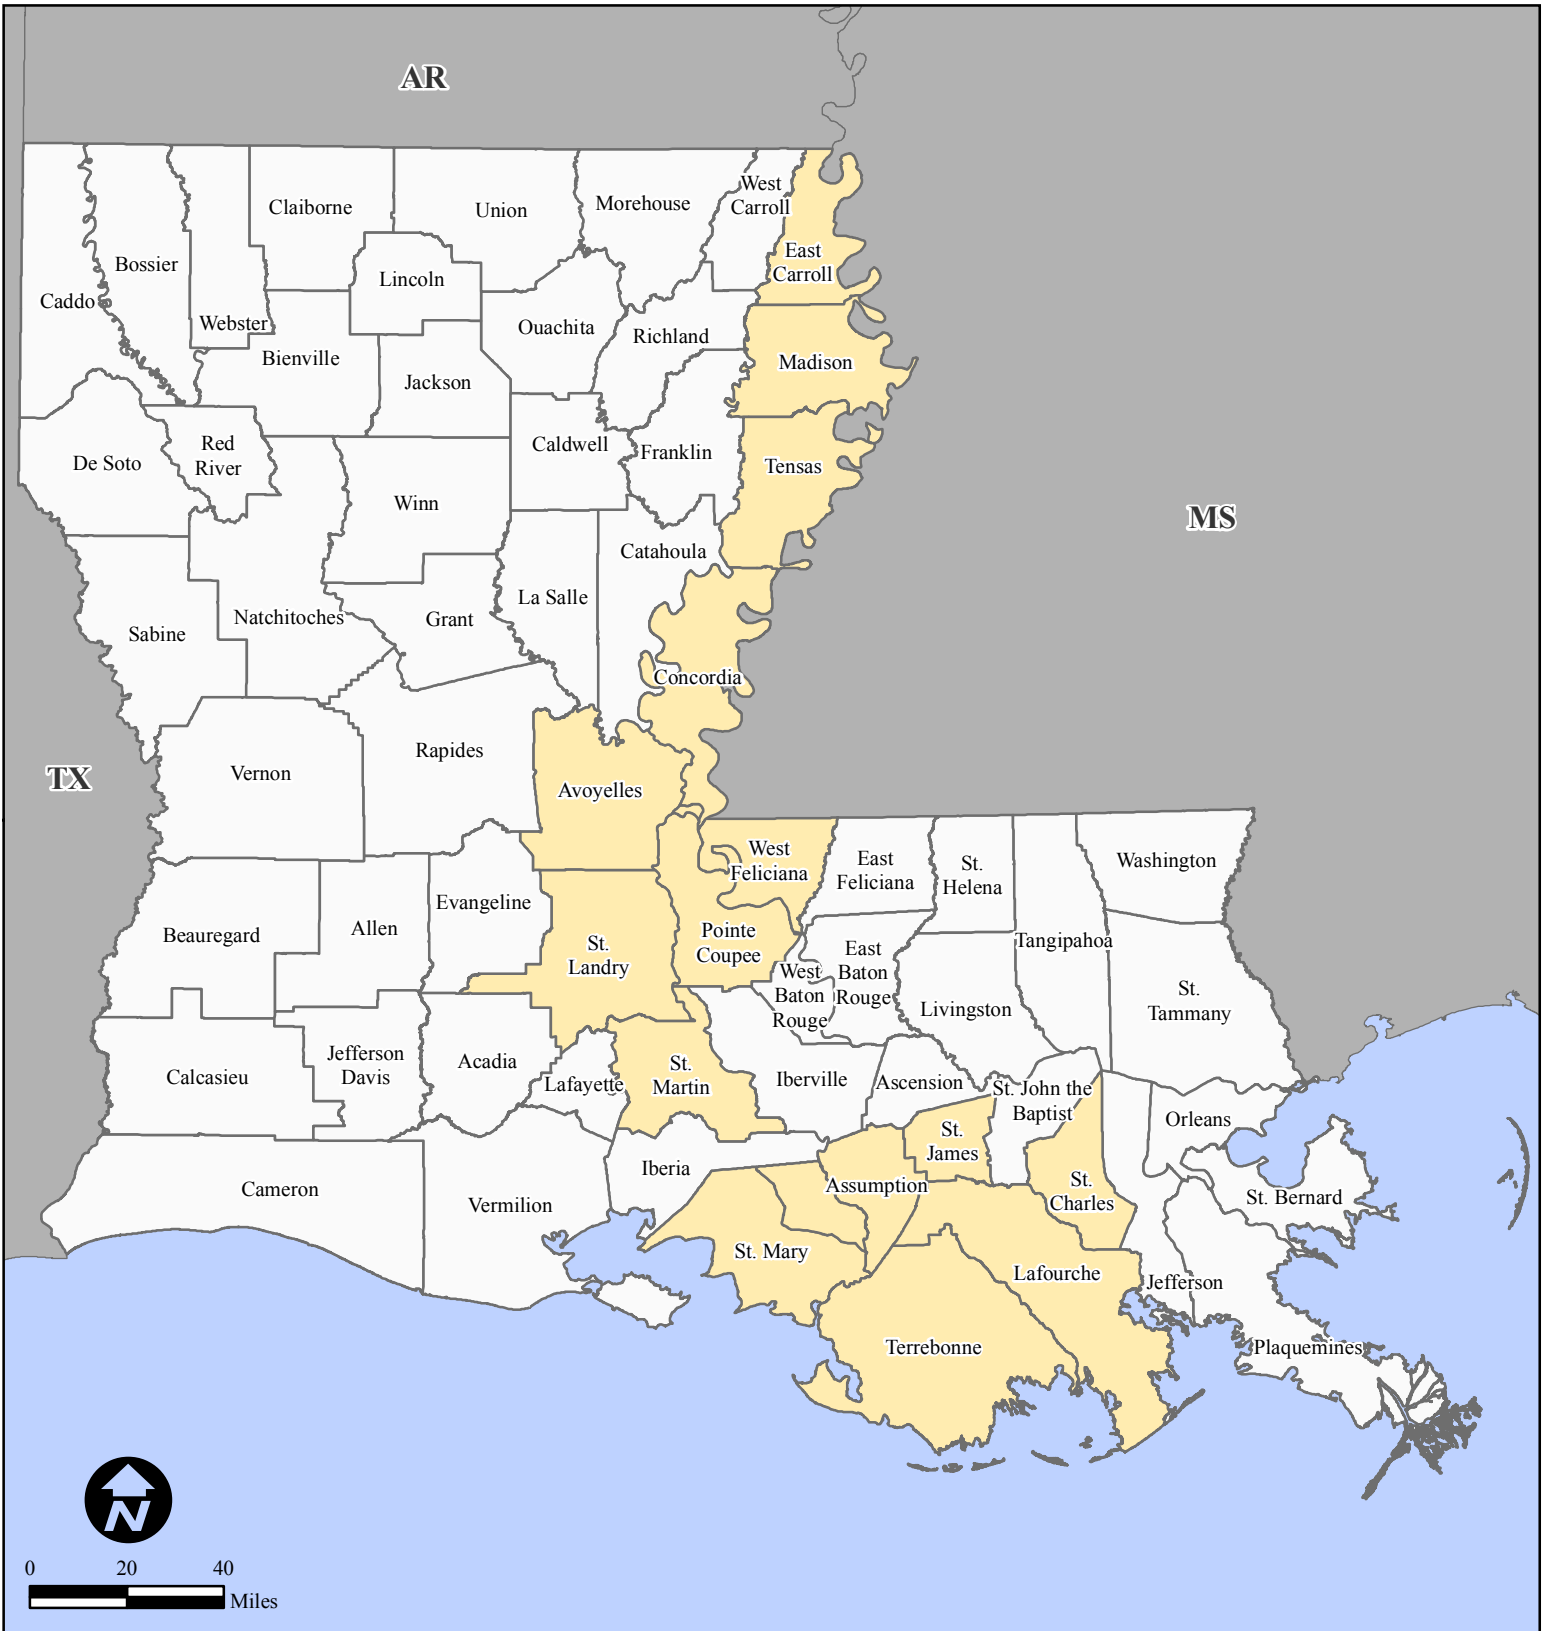 AR
West
Carroll
Claiborne
Union
Morehouse
East
Carroll
Bossier
Lincoln
Caddo
Webster
Ouachita
Richland
Bienville
Madison
Jackson
Red
River
Caldwell
Franklin
De Soto
Tensas
Winn
MS
Catahoula
La Salle
Natchitoches
Grant
Sabine
Concordia
Rapides
Vernon
TX
Avoyelles
West
Feliciana
East
Feliciana
St.
Helena
Washington
Evangeline
Allen
Beauregard
St.
Landry
Pointe
Coupee
East
Baton
Rouge
Tangipahoa
West
Baton
Rouge
Livingston
St.
Tammany
Jefferson
Davis
Acadia
Calcasieu
Lafayette
St.
Martin
Iberville
Ascension
St. John the
Baptist
Orleans
St.
James
Iberia
Cameron
Assumption
St.
Charles
St. Bernard
Vermilion
St. Mary
Lafourche
Jefferson
Terrebonne
Plaquemines
N
0 20 40
Miles